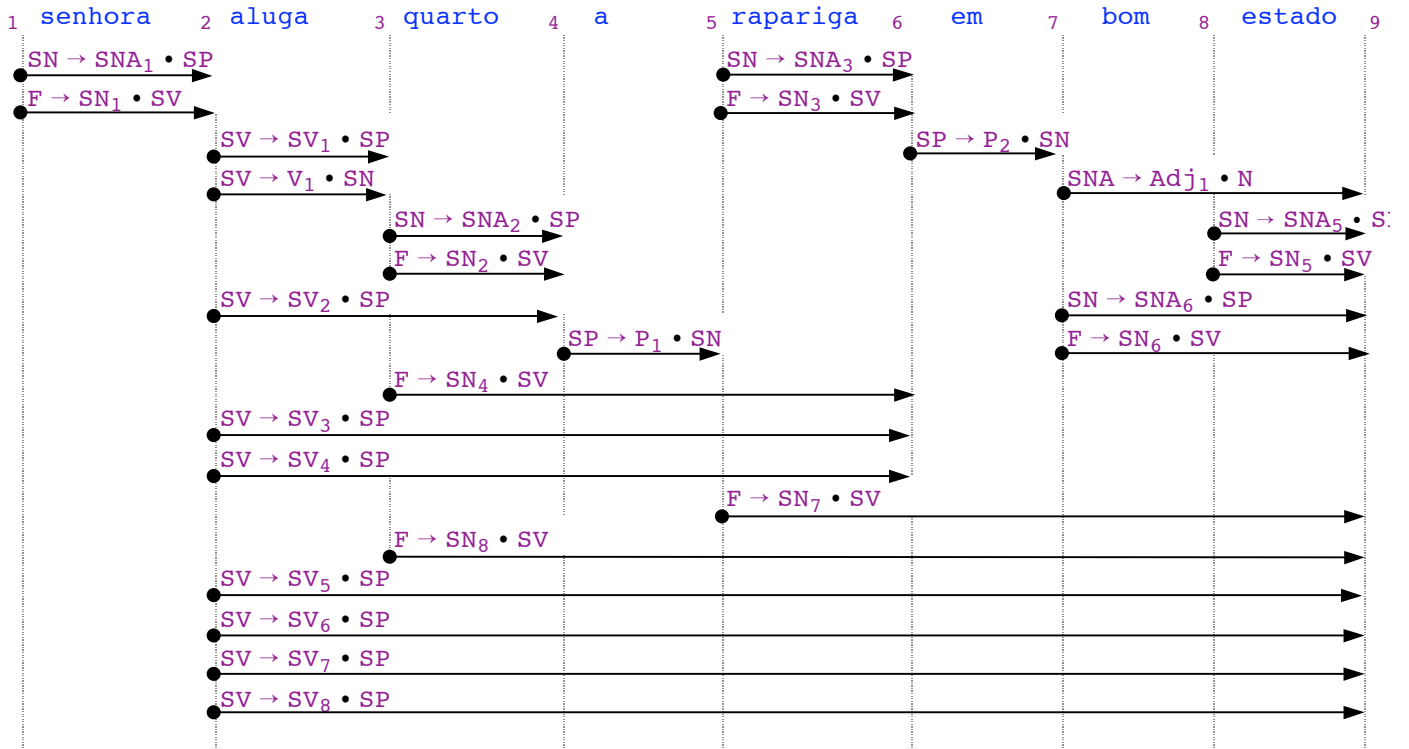 1 senhora 2 aluga 3 quarto 4 a 5 rapariga 6 em 7 bom 8 estado 9
SN → SNA₁ • SP SN → SNA₃ • SP
F → SN₁ • SV F → SN₃ • SV
SV → SV₁ • SP SP → P₂ • SN
SV → V₁ • SN SNA → Adj₁ • N
SN → SNA₂ • SP SN → SNA₅ • S
F → SN₂ • SV F → SN₅ • SV
SV → SV₂ • SP SN → SNA₆ • SP
SP → P₁ • SN F → SN₆ • SV
F → SN₄ • SV
SV → SV₃ • SP
SV → SV₄ • SP
F → SN₇ • SV
F → SN₈ • SV
SV → SV₅ • SP
SV → SV₆ • SP
SV → SV₇ • SP
SV → SV₈ • SP